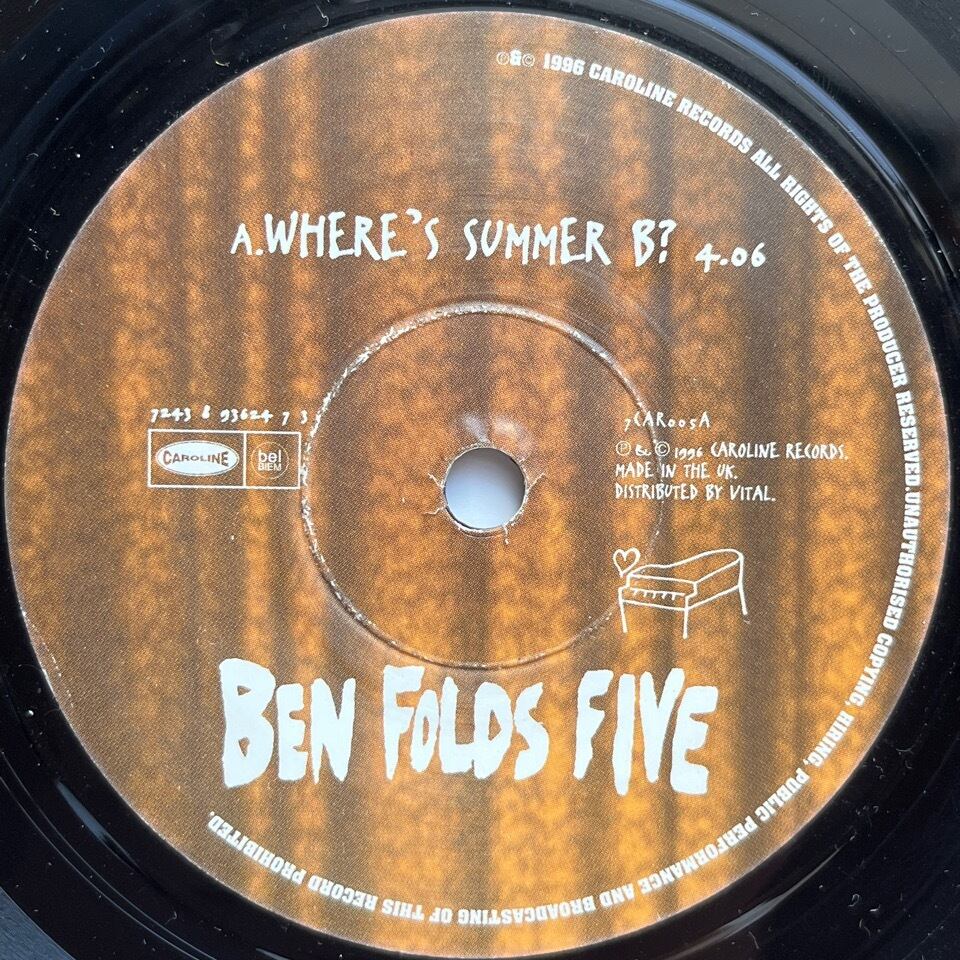 ℗&© 1996 CAROLINE RECORDS ALL RIGHTS OF THE PRODUCER RESERVED.UNAUTHORISED COPYING, HIRING, PUBLIC PERFORMANCE AND BROADCASTING OF THIS RECORD PROHIBITED.
A.WHERE'S SUMMER B? 4.06
7243 8 93624 7 3
CAROLINE
bel
BIEM
7CAR005A
℗ & © 1996 CAROLINE RECORDS.
MADE IN THE UK.
DISTRIBUTED BY VITAL.
BEN FOLDS FIVE